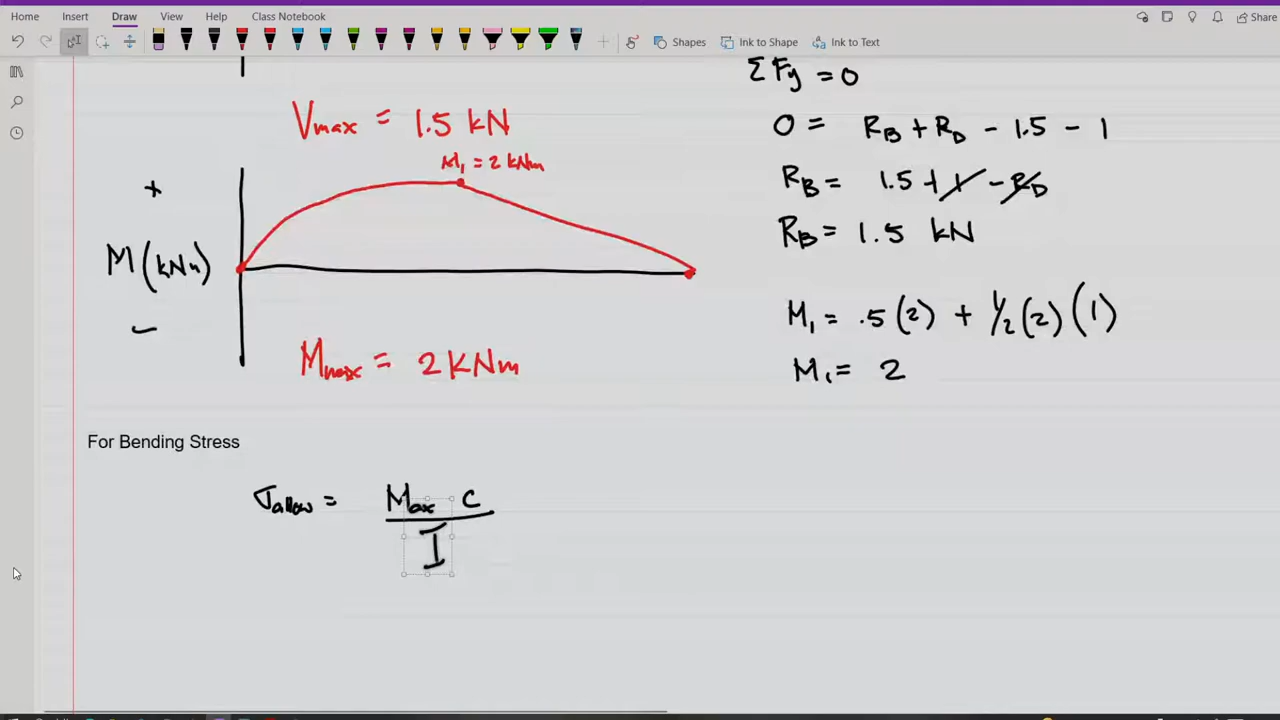 Home Insert Draw View Help Class Notebook
Share
Shapes Ink to Shape Ink to Text
ΣFy = 0
Vmax = 1.5 kN
0 = RB + RD - 1.5 - 1
M1 = 2 kNm
+
RB = 1.5 + 1 - RD
M (kNm)
RB = 1.5 kN
-
M1 = .5(2) + 1/2(2)(1)
Mmax = 2 kNm
M1 = 2
For Bending Stress
σallow = Max C
I